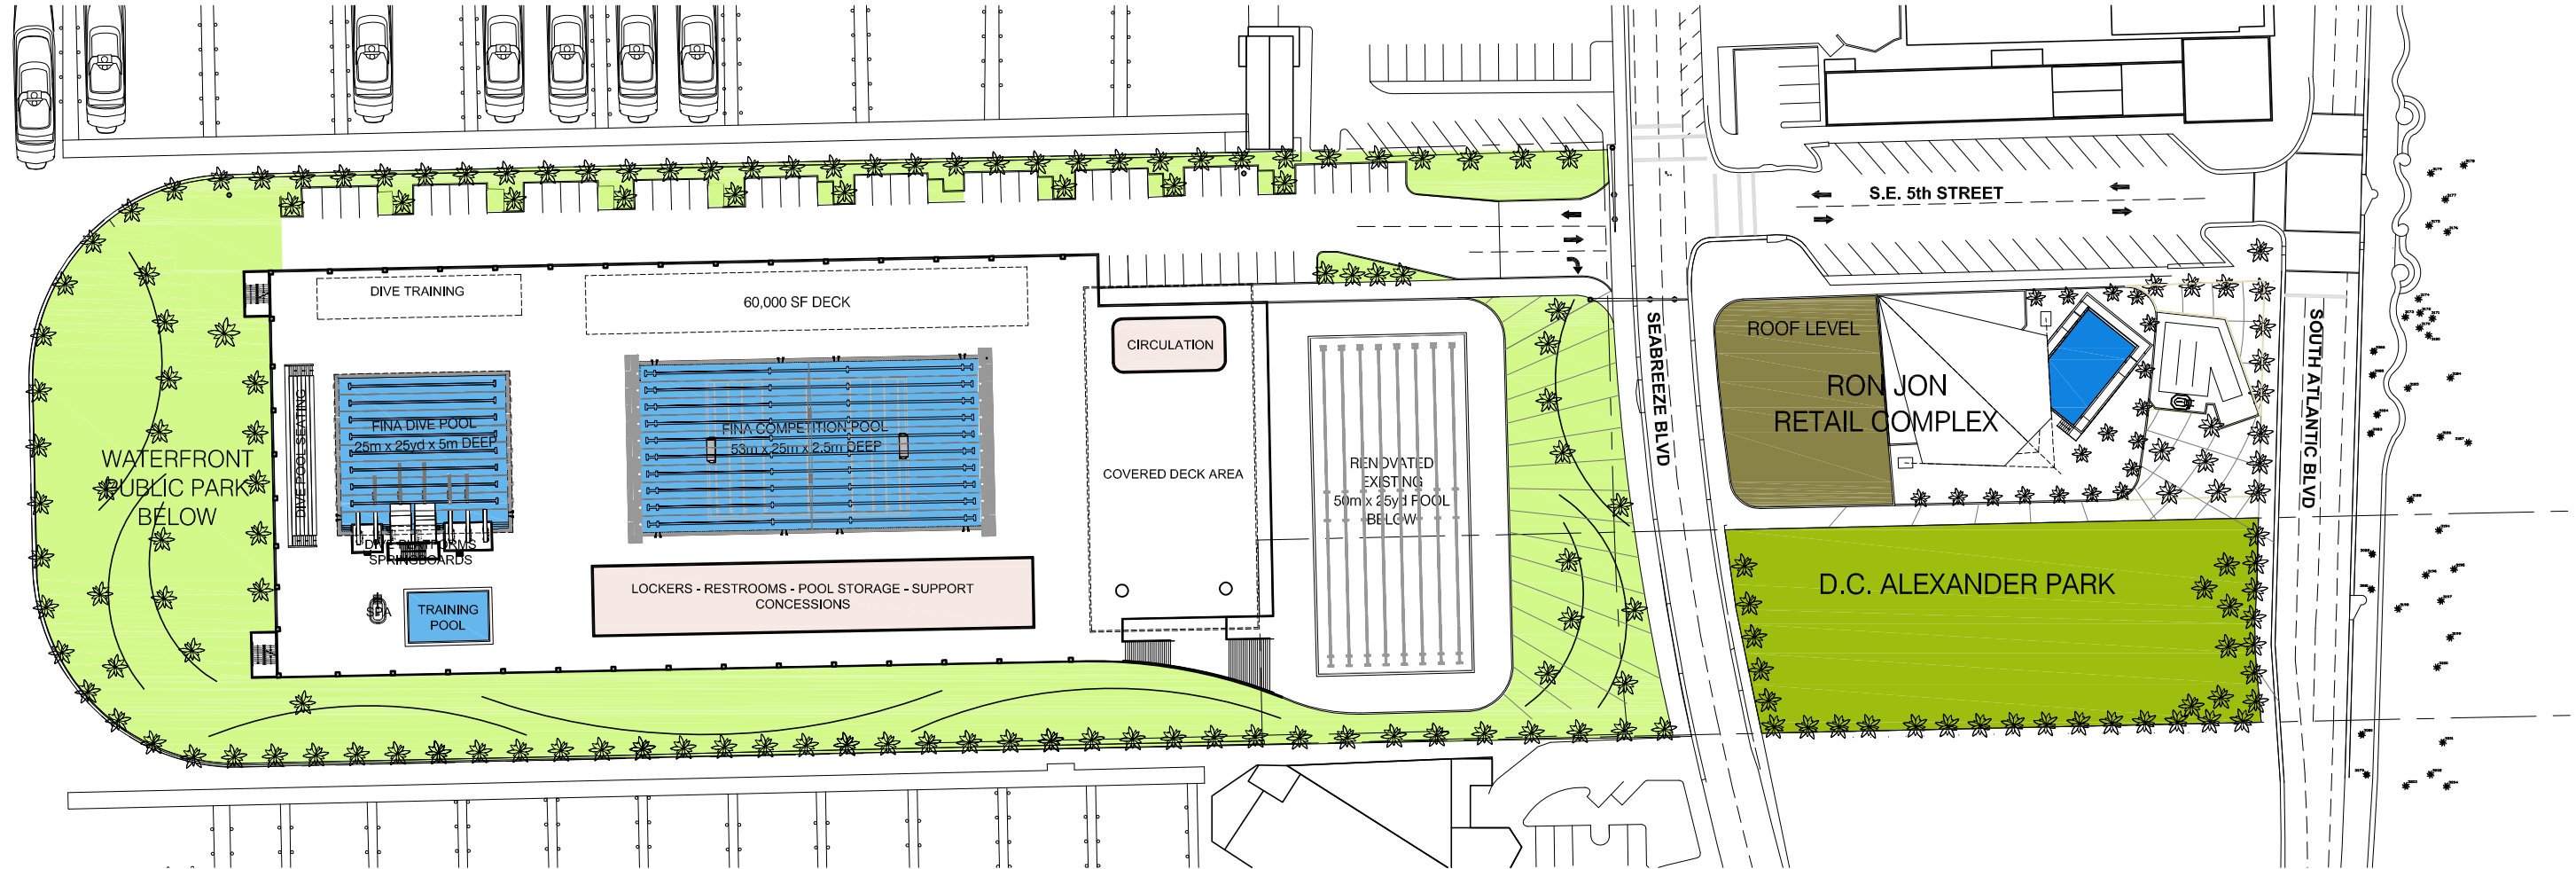 S.E. 5th STREET
DIVE TRAINING
60,000 SF DECK
CIRCULATION
SEABREEZE BLVD
ROOF LEVEL
RON JON
RETAIL COMPLEX
SOUTH ATLANTIC BLVD
WATERFRONT
PUBLIC PARK
BELOW
DIVE POOL SEATING
FINA DIVE POOL
25m x 25yd x 5m DEEP
FINA COMPETITION POOL
53m x 25m x 2.5m DEEP
COVERED DECK AREA
RENOVATED
EXISTING
50m x 25yd POOL
BELOW
DIVE PLATFORMS
SPRINGBOARDS
SPA
TRAINING
POOL
LOCKERS - RESTROOMS - POOL STORAGE - SUPPORT
CONCESSIONS
D.C. ALEXANDER PARK